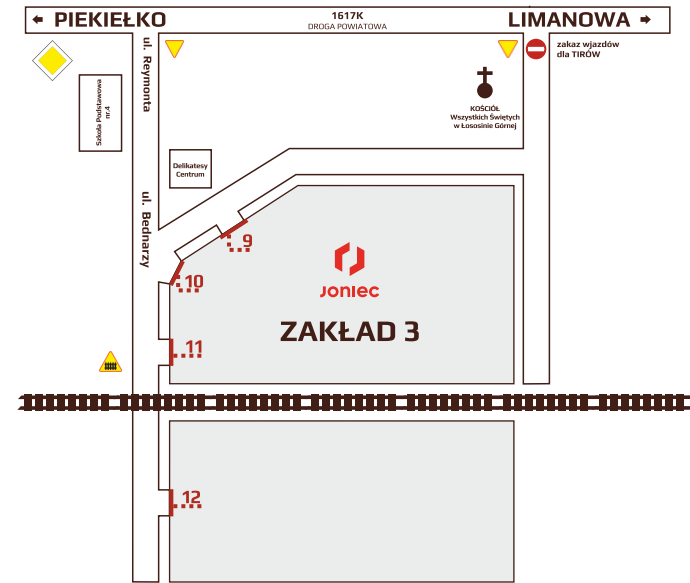 PIEKIEŁKO
1617K
DROGA POWIATOWA
LIMANOWA
ul. Reymonta
zakaz wjazdów
dla TIRÓW
Szkoła Podstawowa
nr.4
KOŚCIÓŁ
Wszystkich Świętych
w Łososinie Górnej
Delikatesy
Centrum
ul. Bednarzy
9
10
JONIEC
ZAKŁAD 3
11
12